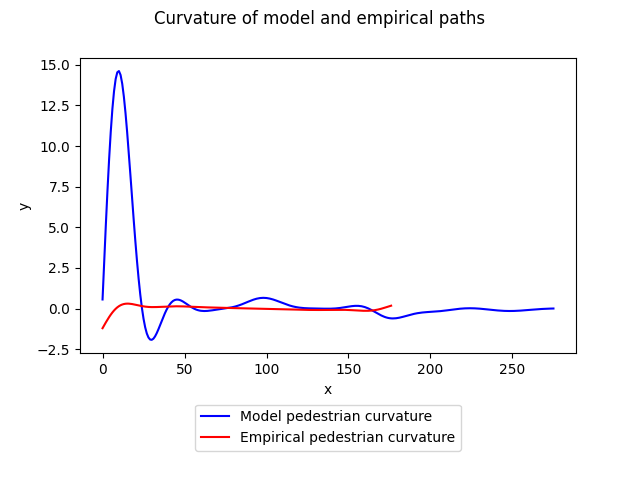 Curvature of model and empirical paths
15.0
12.5
10.0
7.5
5.0
2.5
0.0
−2.5
y
0 50 100 150 200 250
x
Model pedestrian curvature
Empirical pedestrian curvature